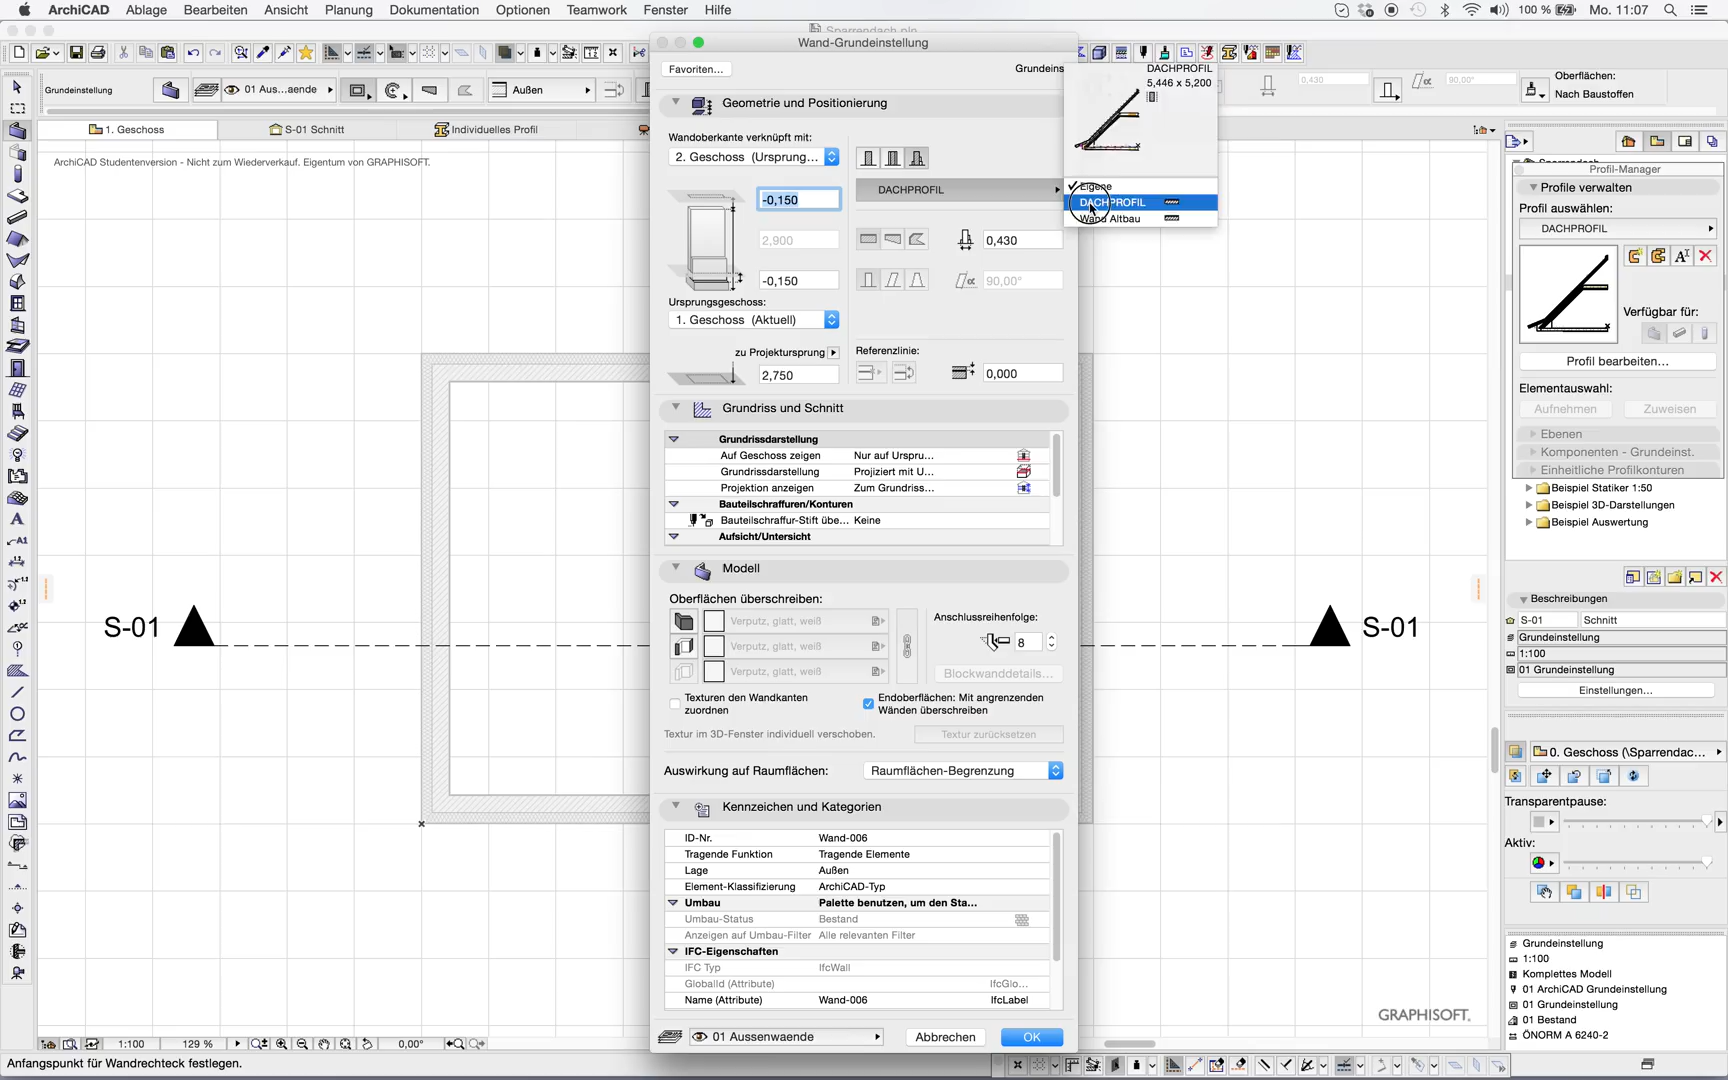 ArchiCAD Ablage Bearbeiten Ansicht Planung Dokumentation Optionen Teamwork Fenster Hilfe 100 % Mo. 11:07
Sparrendach.pln
Wand-Grundeinstellung
Favoriten... Grundeins
Grundeinstellung 01 Aus...aende Außen
DACHPROFIL
5,446 x 5,200
0,430 90,00°
Oberflächen:
Nach Baustoffen
1. Geschoss S-01 Schnitt Individuelles Profil
ArchiCAD Studentenversion - Nicht zum Wiederverkauf. Eigentum von GRAPHISOFT.
Geometrie und Positionierung
Wandoberkante verknüpft mit:
2. Geschoss (Ursprung...
DACHPROFIL
-0,150
2,900
-0,150
0,430
90,00°
Ursprungsgeschoss:
1. Geschoss (Aktuell)
zu Projektursprung
2,750
Referenzlinie:
0,000
Eigene
DACHPROFIL
Wand Altbau
Grundriss und Schnitt
Grundrissdarstellung
Auf Geschoss zeigen Nur auf Urspru...
Grundrissdarstellung Projiziert mit U...
Projektion anzeigen Zum Grundriss...
Bauteilschraffuren/Konturen
Bauteilschraffur-Stift übe... Keine
Aufsicht/Untersicht
Modell
Oberflächen überschreiben:
Verputz, glatt, weiß
Verputz, glatt, weiß
Verputz, glatt, weiß
Anschlussreihenfolge:
8
Blockwanddetails...
Texturen den Wandkanten zuordnen
Endoberflächen: Mit angrenzenden Wänden überschreiben
Textur im 3D-Fenster individuell verschoben. Textur zurücksetzen
Auswirkung auf Raumflächen: Raumflächen-Begrenzung
Kennzeichen und Kategorien
ID-Nr. Wand-006
Tragende Funktion Tragende Elemente
Lage Außen
Element-Klassifizierung ArchiCAD-Typ
Umbau Palette benutzen, um den Sta...
Umbau-Status Bestand
Anzeigen auf Umbau-Filter Alle relevanten Filter
IFC-Eigenschaften
IFC Typ IfcWall
GlobalId (Attribute) IfcGlo...
Name (Attribute) Wand-006 IfcLabel
01 Aussenwaende Abbrechen OK
S-01 S-01
GRAPHISOFT.
Profil-Manager
Profile verwalten
Profil auswählen:
DACHPROFIL
Verfügbar für:
Profil bearbeiten...
Elementauswahl:
Aufnehmen Zuweisen
Ebenen
Komponenten - Grundeinst.
Einheitliche Profilkonturen
Beispiel Statiker 1:50
Beispiel 3D-Darstellungen
Beispiel Auswertung
Beschreibungen
S-01 Schnitt
Grundeinstellung
1:100
01 Grundeinstellung
Einstellungen...
0. Geschoss (\Sparrendac...
Transparentpause:
Aktiv:
Grundeinstellung
1:100
Komplettes Modell
01 ArchiCAD Grundeinstellung
01 Grundeinstellung
01 Bestand
ÖNORM A 6240-2
1:100 129 % 0,00°
Anfangspunkt für Wandrechteck festlegen.